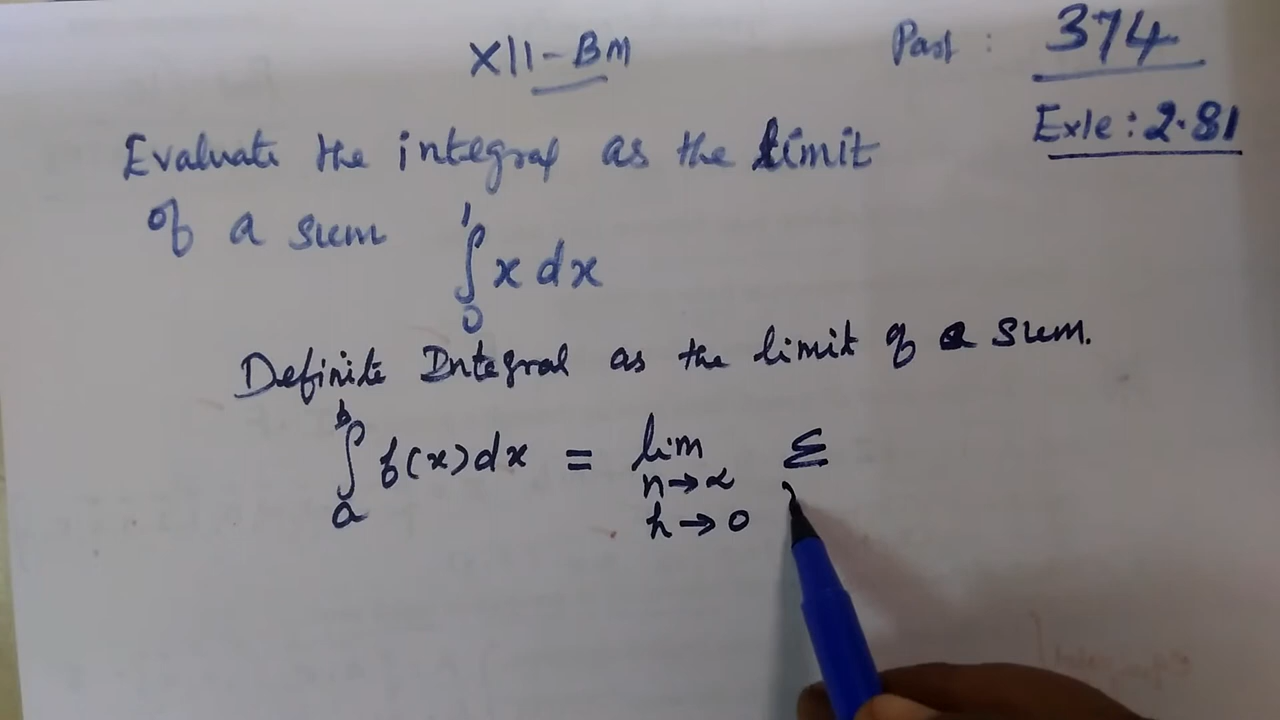 XII-BM
Past : 374
Exle : 2.81
Evaluate the integral as the limit
of a sum ∫₀¹ x dx
Definite Integral as the limit of a sum.
∫ₐᵇ f(x) dx = lim Σ
n→∝
h→0